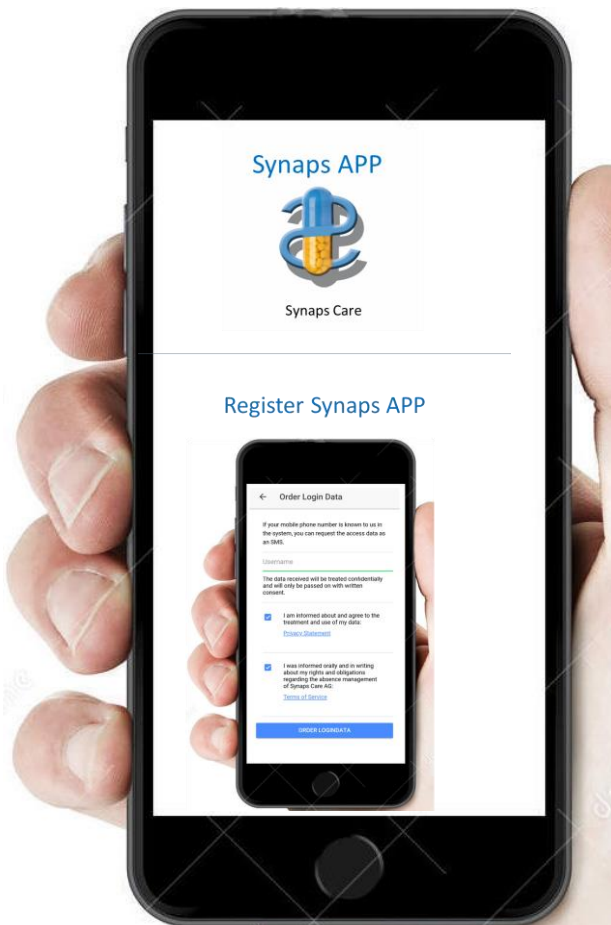 Synaps APP
Synaps Care
Register Synaps APP
← Order Login Data
If your mobile phone number is known to us in
the system, you can request the access data as
an SMS.
Username
The data received will be treated confidentially
and will only be passed on with written
consent.
I am informed about and agree to the
treatment and use of my data:
Privacy Statement
I was informed orally and in writing
about my rights and obligations
regarding the absence management
of Synaps Care AG:
Terms of Service
ORDER LOGINDATA